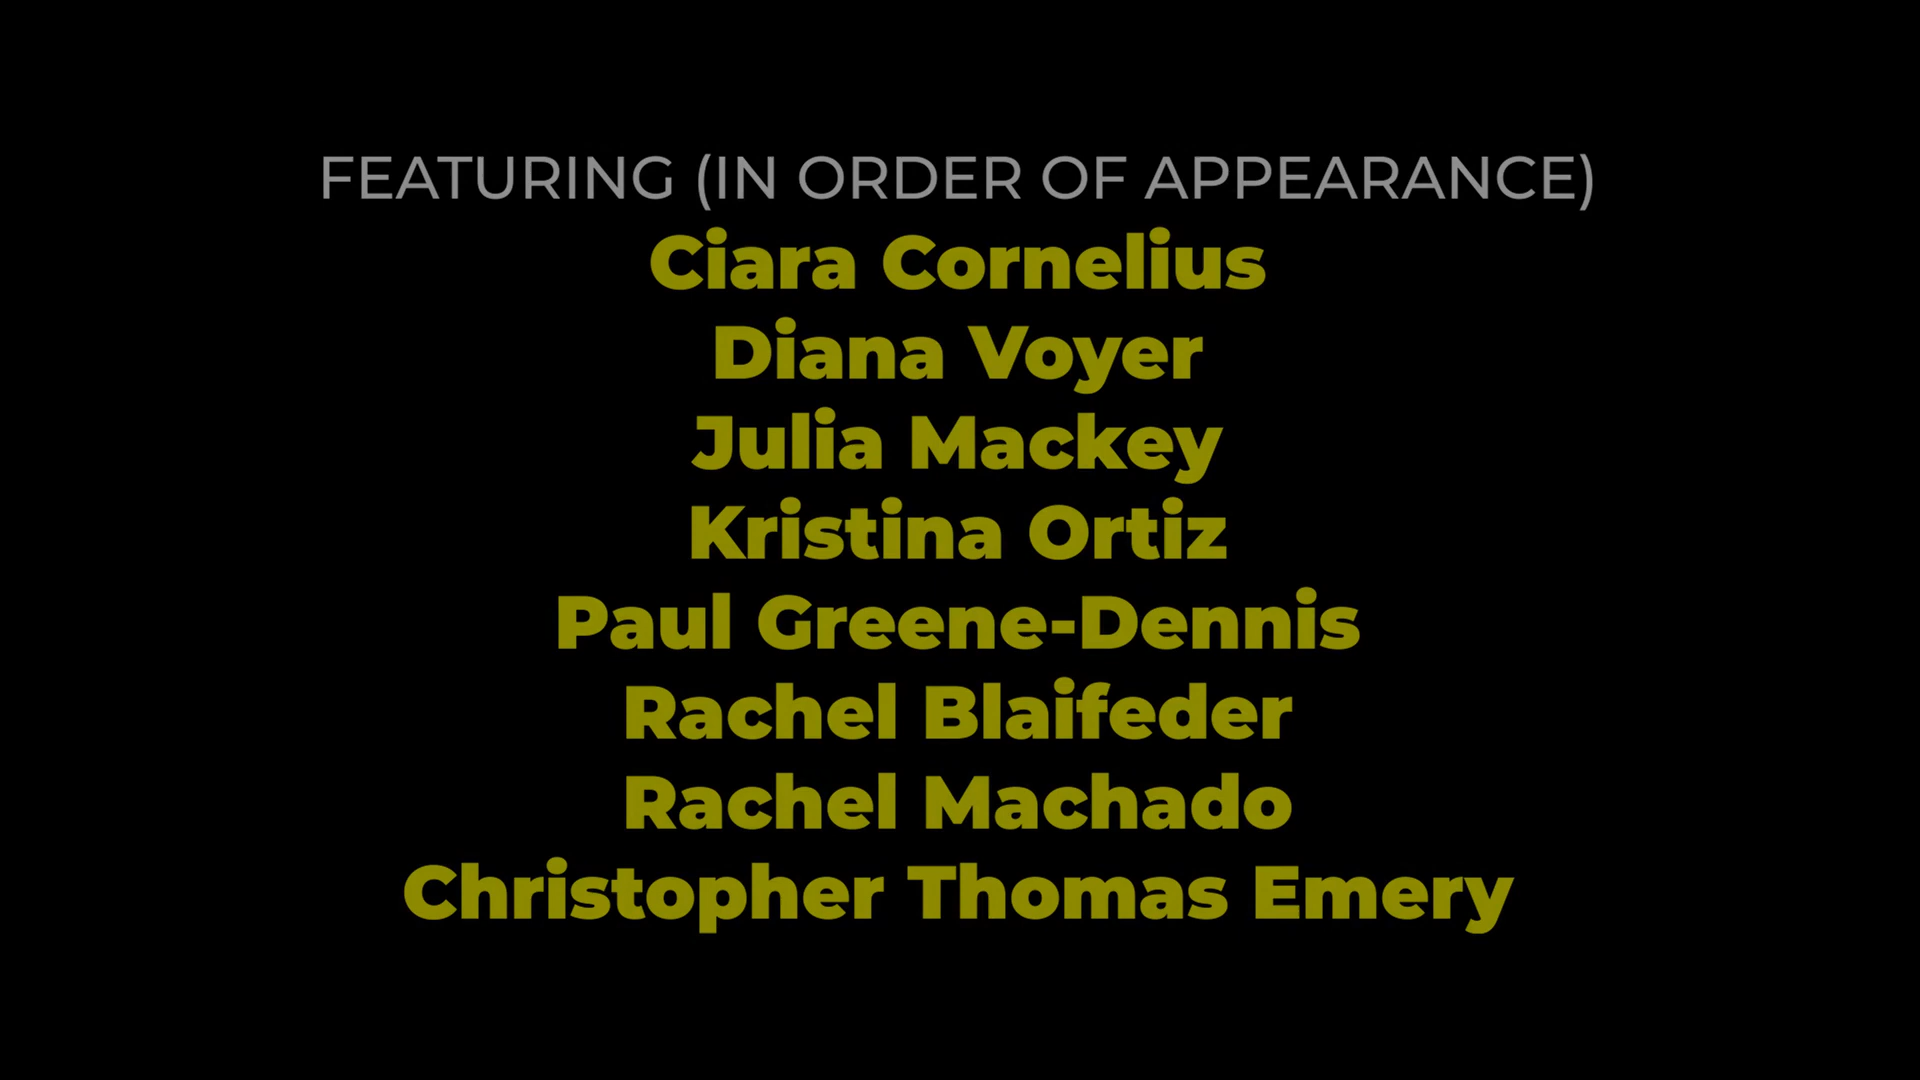 FEATURING (IN ORDER OF APPEARANCE)
Ciara Cornelius
Diana Voyer
Julia Mackey
Kristina Ortiz
Paul Greene-Dennis
Rachel Blaifeder
Rachel Machado
Christopher Thomas Emery